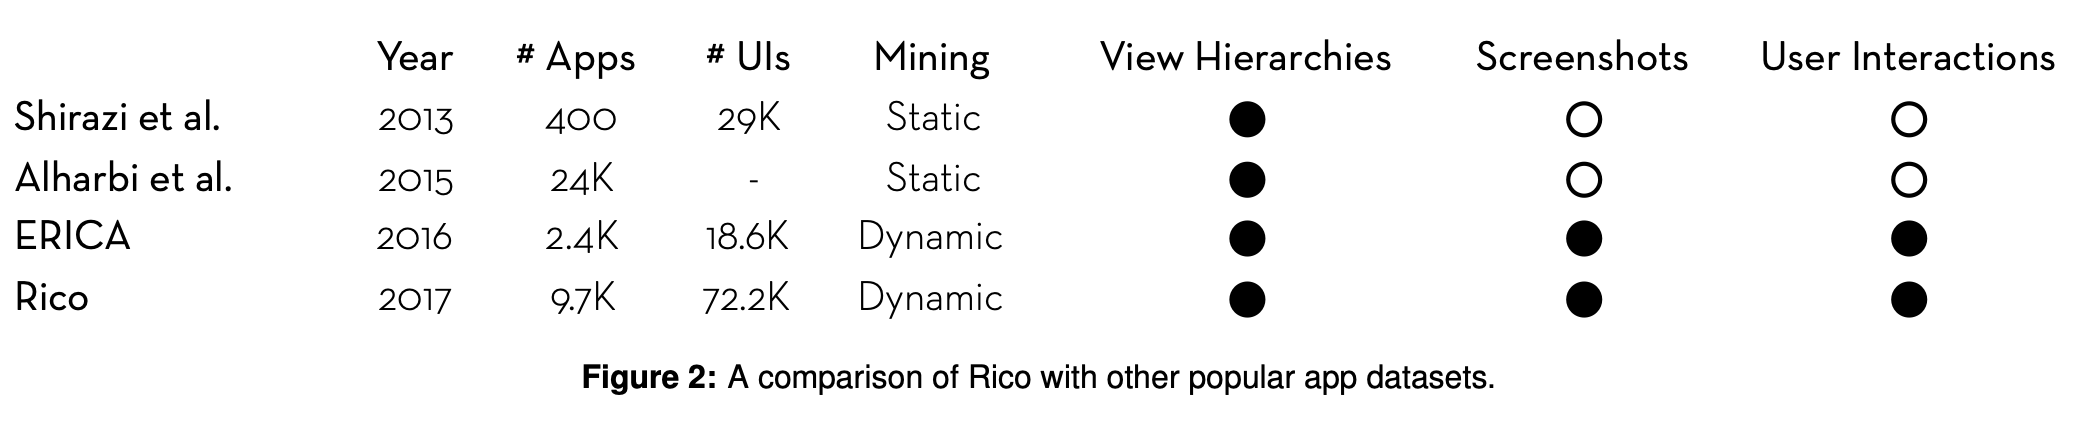 Year # Apps # UIs Mining View Hierarchies Screenshots User Interactions
Shirazi et al. 2013 400 29K Static
Alharbi et al. 2015 24K - Static
ERICA 2016 2.4K 18.6K Dynamic
Rico 2017 9.7K 72.2K Dynamic
Figure 2: A comparison of Rico with other popular app datasets.